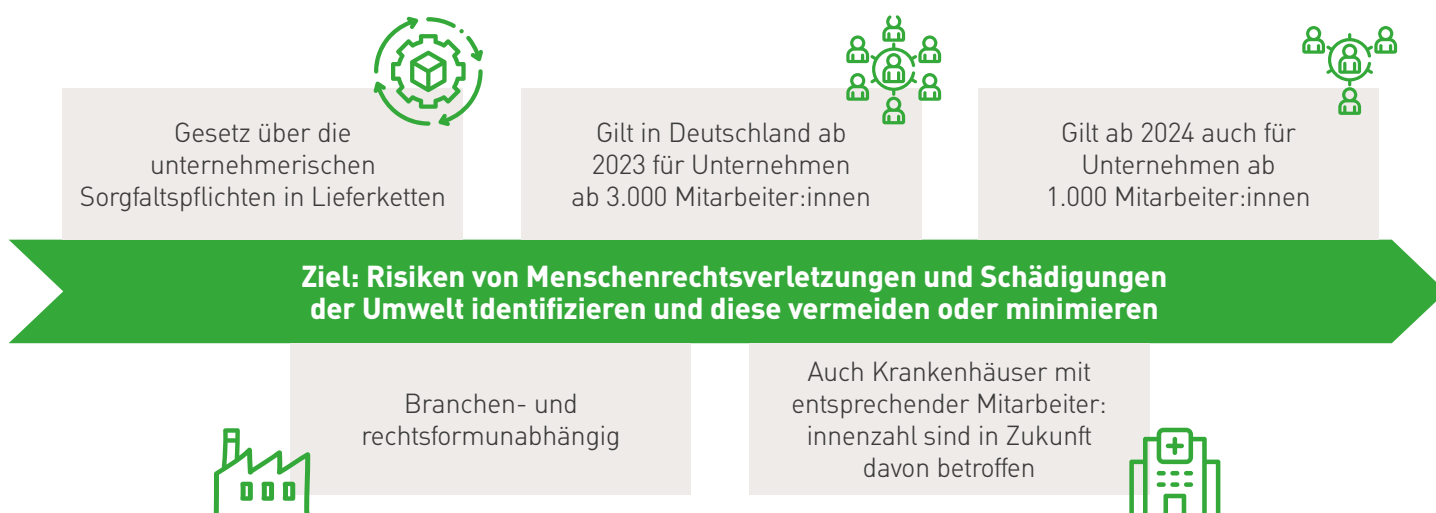 Gesetz über die
unternehmerischen
Sorgfaltspflichten in Lieferketten
Gilt in Deutschland ab
2023 für Unternehmen
ab 3.000 Mitarbeiter:innen
Gilt ab 2024 auch für
Unternehmen ab
1.000 Mitarbeiter:innen
Ziel: Risiken von Menschenrechtsverletzungen und Schädigungen
der Umwelt identifizieren und diese vermeiden oder minimieren
Branchen- und
rechtsformunabhängig
Auch Krankenhäuser mit
entsprechender Mitarbeiter:
innenzahl sind in Zukunft
davon betroffen